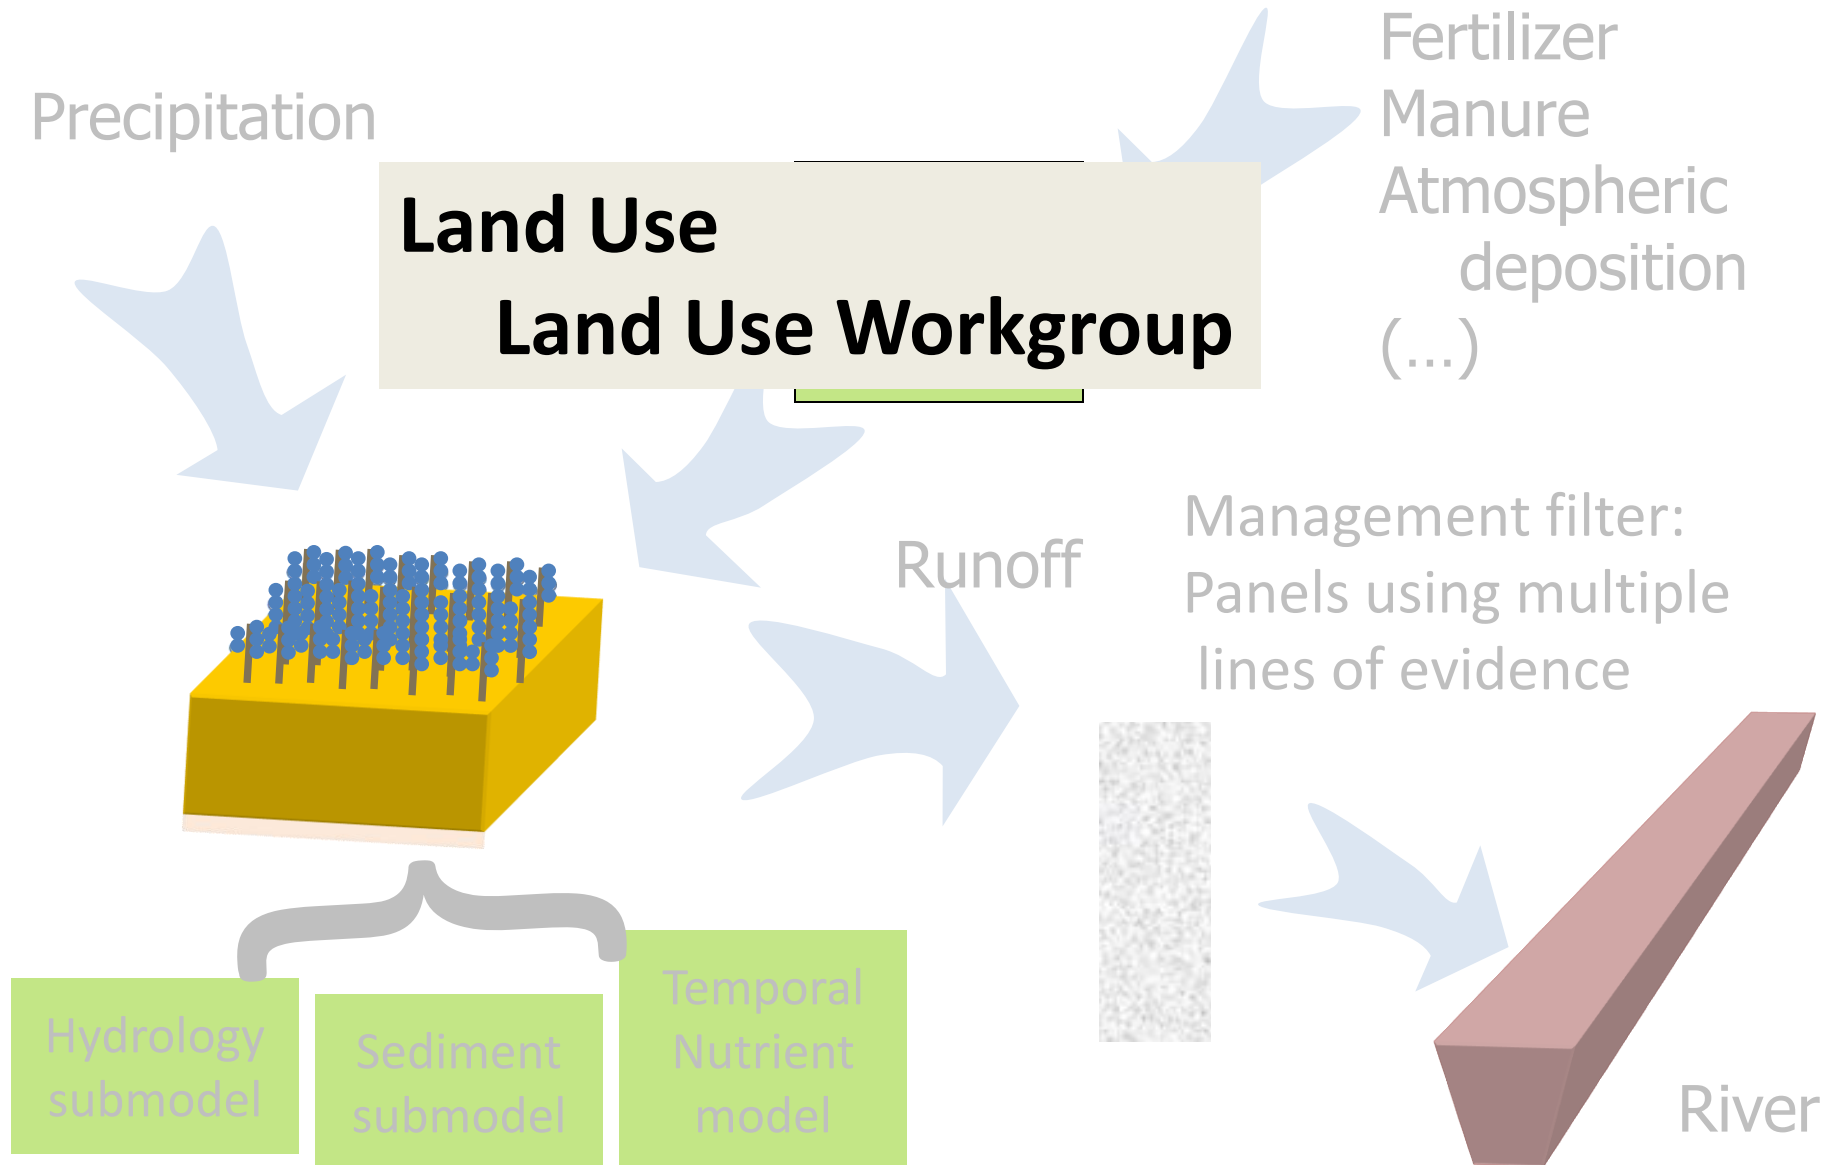 Precipitation
Fertilizer
Manure
Atmospheric
deposition
(...)
Land Use
Land Use Workgroup
Runoff
Management filter:
Panels using multiple
lines of evidence
Hydrology
submodel
Sediment
submodel
Temporal
Nutrient
model
River